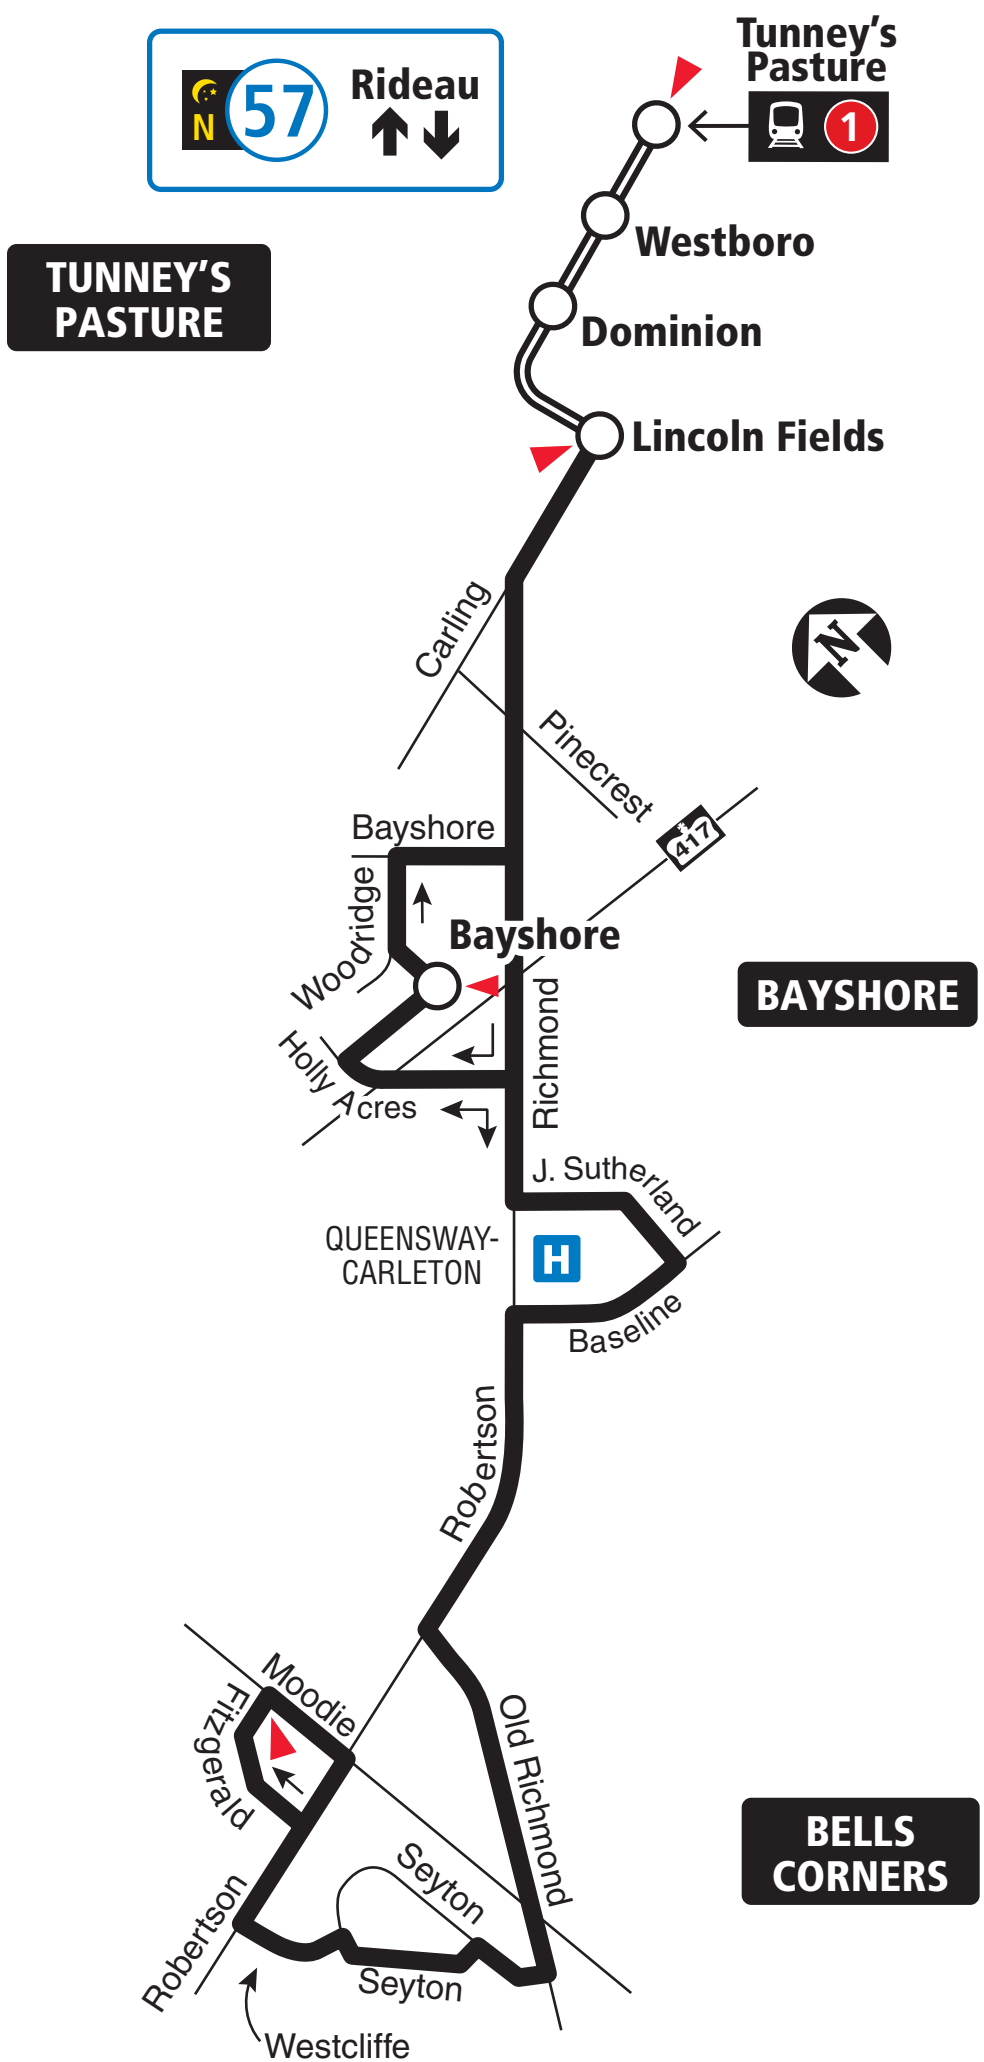 Tunney's
Pasture
N
57
Rideau
1
Westboro
TUNNEY'S
PASTURE
Dominion
Lincoln Fields
Carling
N
Pinecrest
417
Bayshore
Woodridge
Bayshore
BAYSHORE
Richmond
Holly Acres
J. Sutherland
QUEENSWAY-
CARLETON
H
Baseline
Robertson
Moodie
Fitzgerald
Old Richmond
BELLS
CORNERS
Seyton
Robertson
Seyton
Westcliffe